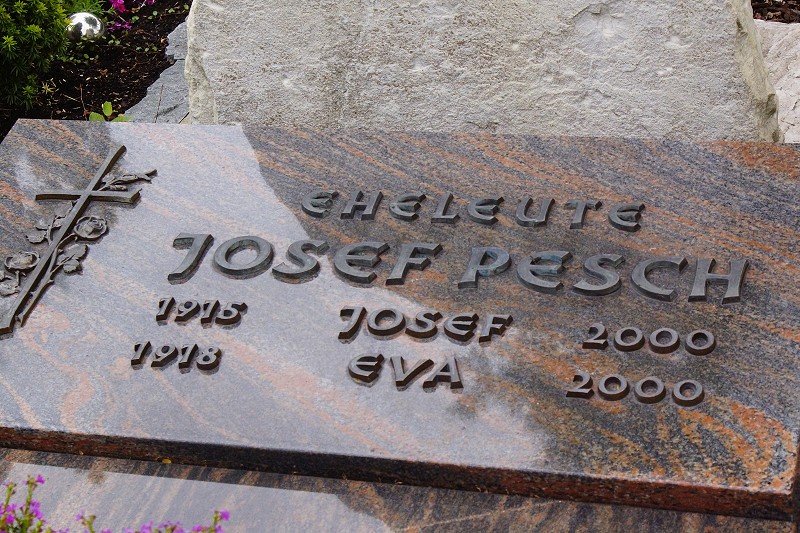 EHELEUTE
JOSEF PESCH
1915 JOSEF 2000
1918 EVA 2000